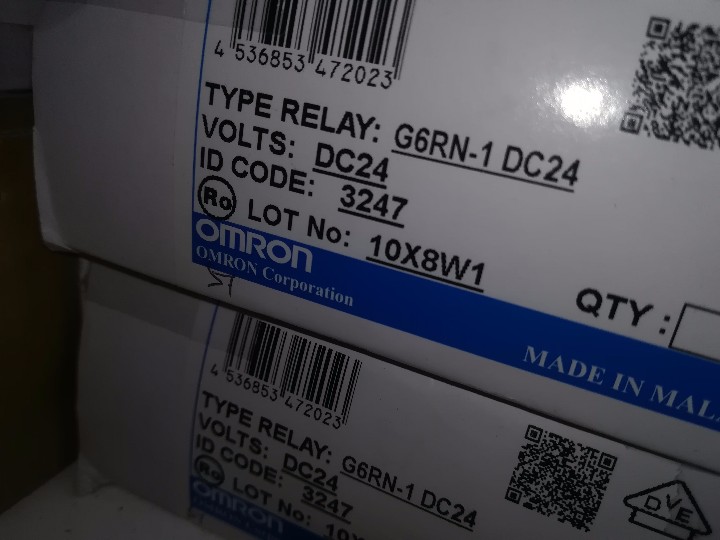 4 536853 472023
TYPE RELAY: G6RN-1 DC24
VOLTS: DC24
ID CODE: 3247
Ro LOT No: 10X8W1
OMRON
OMRON Corporation
QTY :
MADE IN
4 536853 472023
TYPE RELAY: G6RN-1 DC24
VOLTS: DC24
ID CODE: 3247
Ro LOT No:
OMRON
DVE